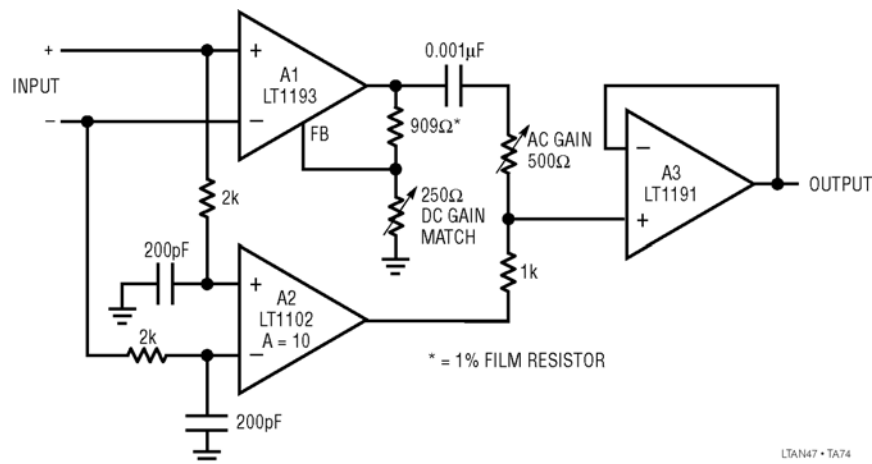 +
INPUT
−
+
A1
LT1193
−
FB
0.001µF
909Ω*
AC GAIN
500Ω
−
A3
LT1191
+
OUTPUT
2k
250Ω
DC GAIN
MATCH
200pF
+
A2
LT1102
A = 10
−
1k
2k
200pF
* = 1% FILM RESISTOR
LTAN47 • TA74